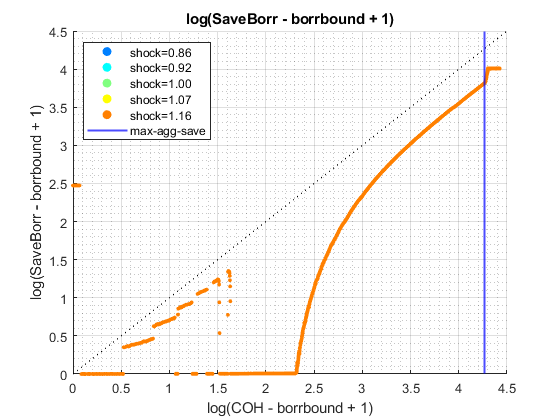 log(SaveBorr - borrbound + 1)
4.5
4
3.5
3
2.5
2
1.5
1
0.5
0
log(SaveBorr - borrbound + 1)
shock=0.86
shock=0.92
shock=1.00
shock=1.07
shock=1.16
max-agg-save
0
0.5
1
1.5
2
2.5
3
3.5
4
4.5
log(COH - borrbound + 1)